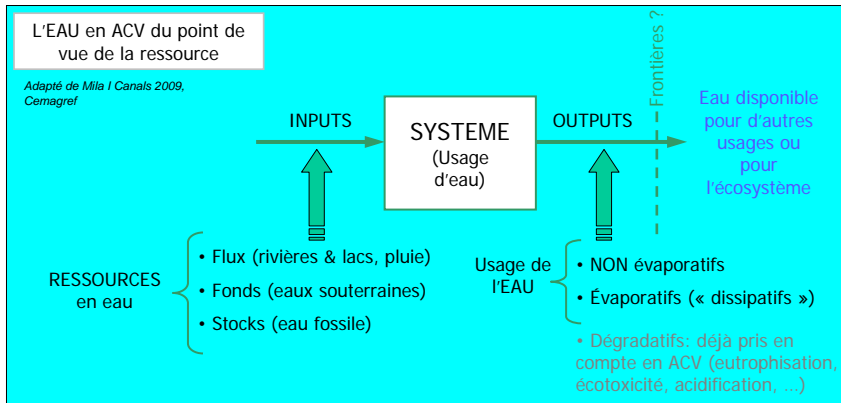 L'EAU en ACV du point de
vue de la ressource
Adapté de Mila I Canals 2009,
Cemagref
INPUTS
SYSTEME
(Usage
d'eau)
OUTPUTS
Frontières ?
Eau disponible
pour d'autres
usages ou
pour
l'écosystème
RESSOURCES
en eau
• Flux (rivières & lacs, pluie)
• Fonds (eaux souterraines)
• Stocks (eau fossile)
Usage de
l'EAU
• NON évaporatifs
• Évaporatifs (« dissipatifs »)
• Dégradatifs: déjà pris en
compte en ACV (eutrophisation,
écotoxicité, acidification, ...)